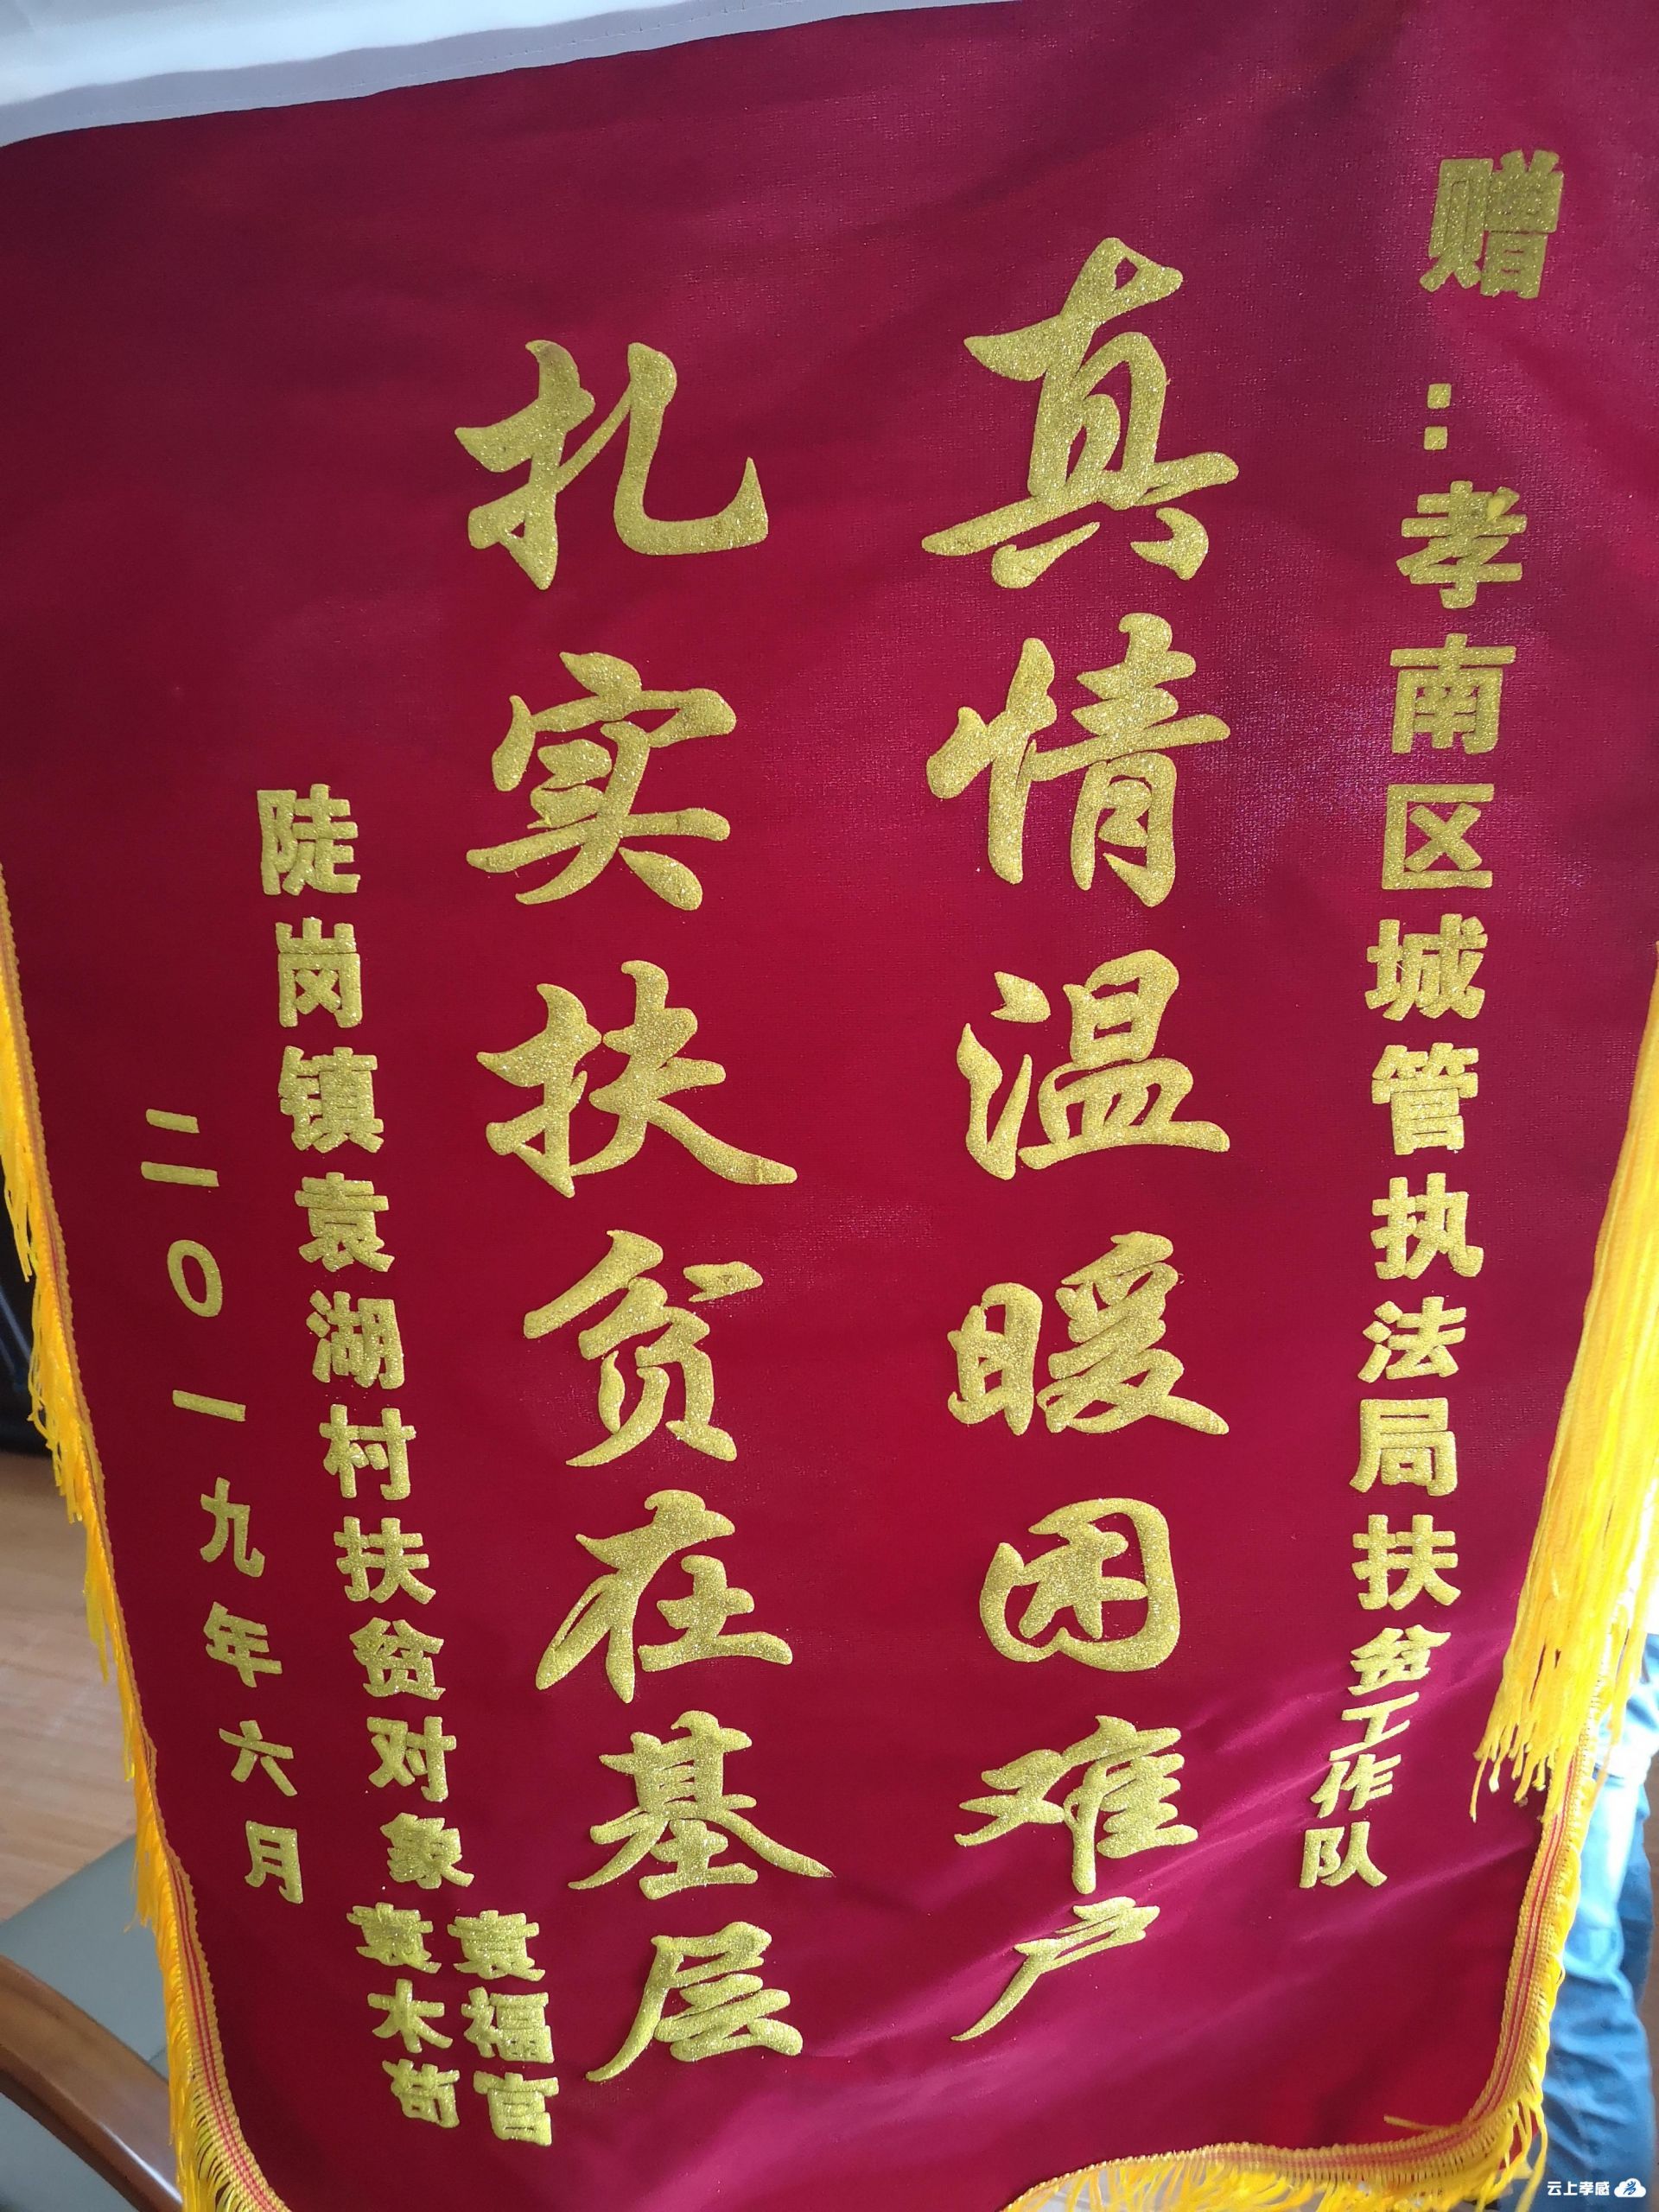 赠:孝南区城管执法局扶贫工作队
真情温暖困难户
扎实扶贫在基层
陡岗镇袁湖村扶贫对象
袁福官
袁木苟
二〇一九年六月
云上孝感